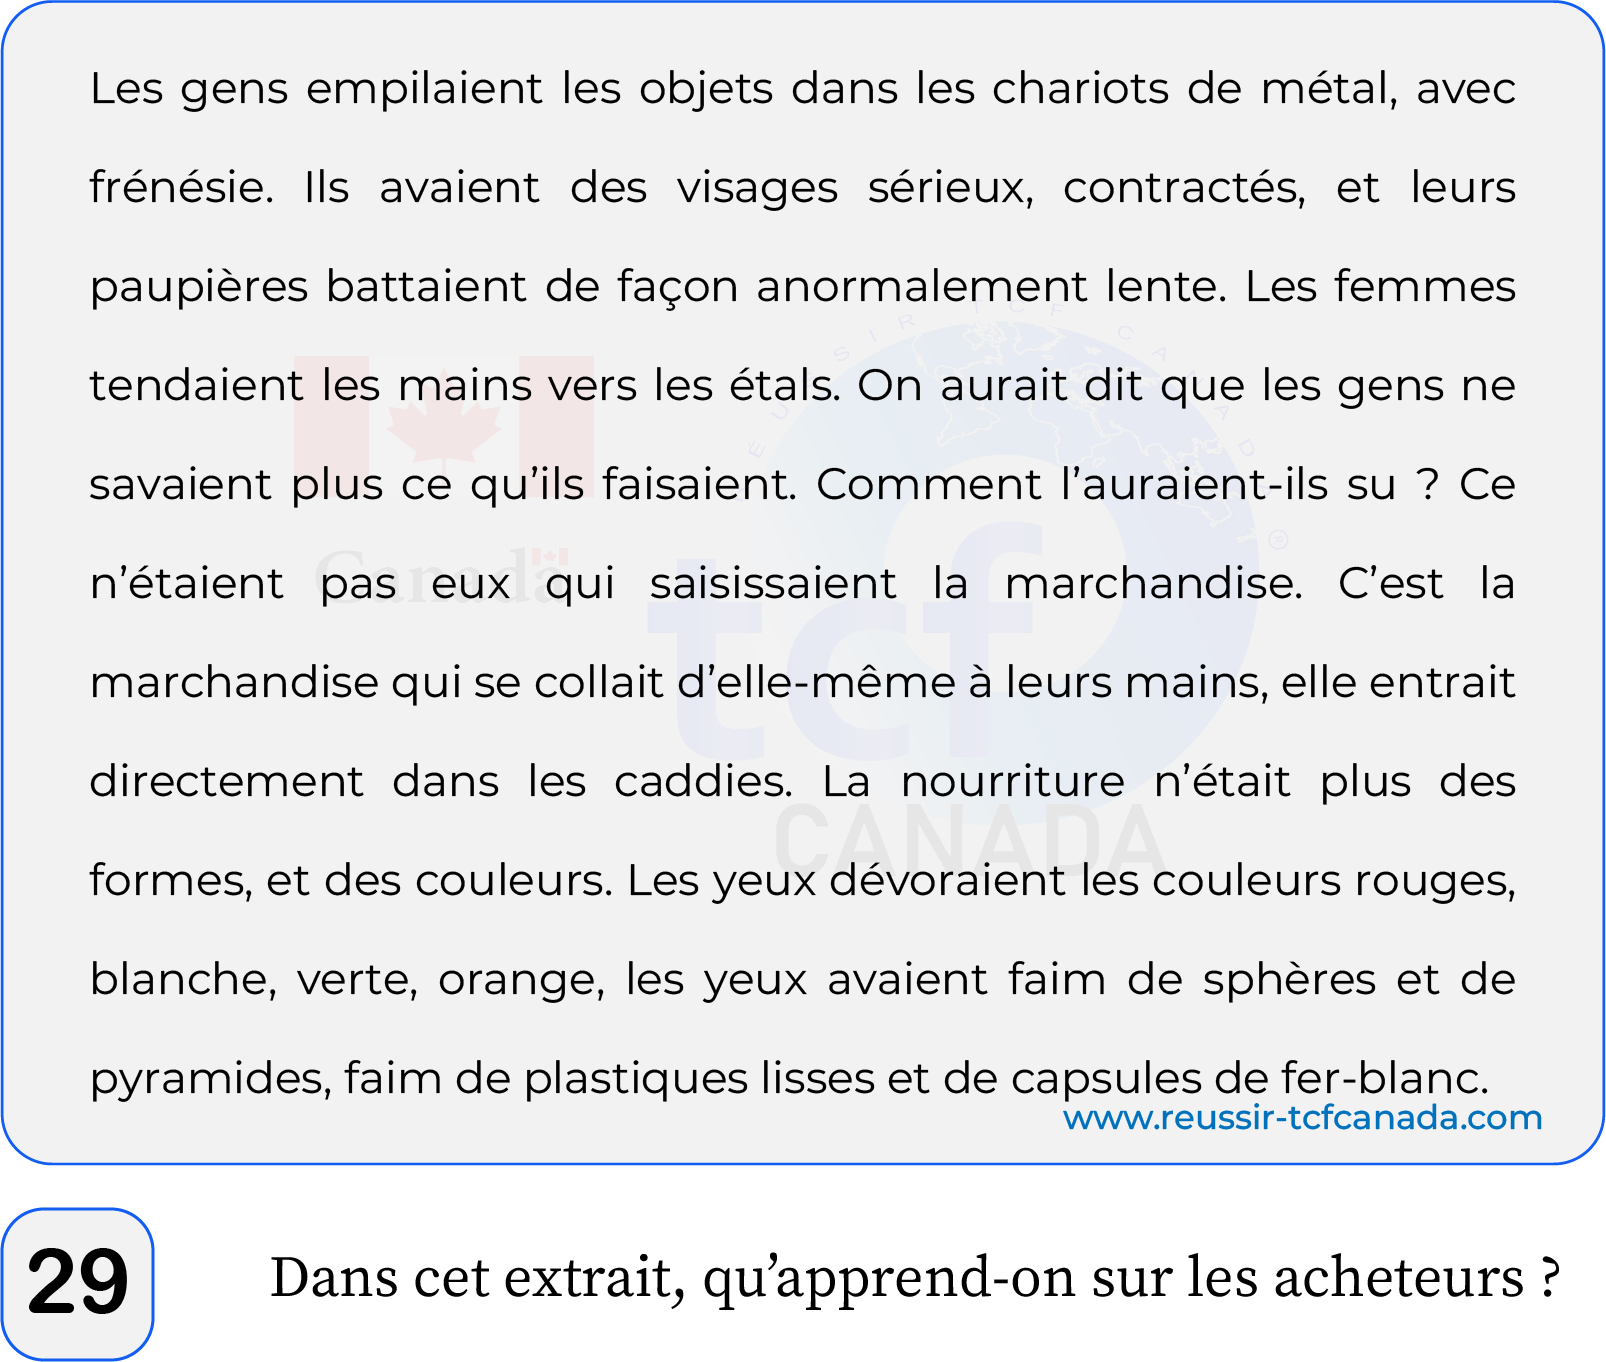 Les gens empilaient les objets dans les chariots de métal, avec
frénésie. Ils avaient des visages sérieux, contractés, et leurs
paupières battaient de façon anormalement lente. Les femmes
tendaient les mains vers les étals. On aurait dit que les gens ne
savaient plus ce qu’ils faisaient. Comment l’auraient-ils su ? Ce
n’étaient pas eux qui saisissaient la marchandise. C’est la
marchandise qui se collait d’elle-même à leurs mains, elle entrait
directement dans les caddies. La nourriture n’était plus des
formes, et des couleurs. Les yeux dévoraient les couleurs rouges,
blanche, verte, orange, les yeux avaient faim de sphères et de
pyramides, faim de plastiques lisses et de capsules de fer-blanc.
www.reussir-tcfcanada.com
RÉUSSIR TCF CANADA ®
Canada
tcf
CANADA
29 Dans cet extrait, qu’apprend-on sur les acheteurs ?